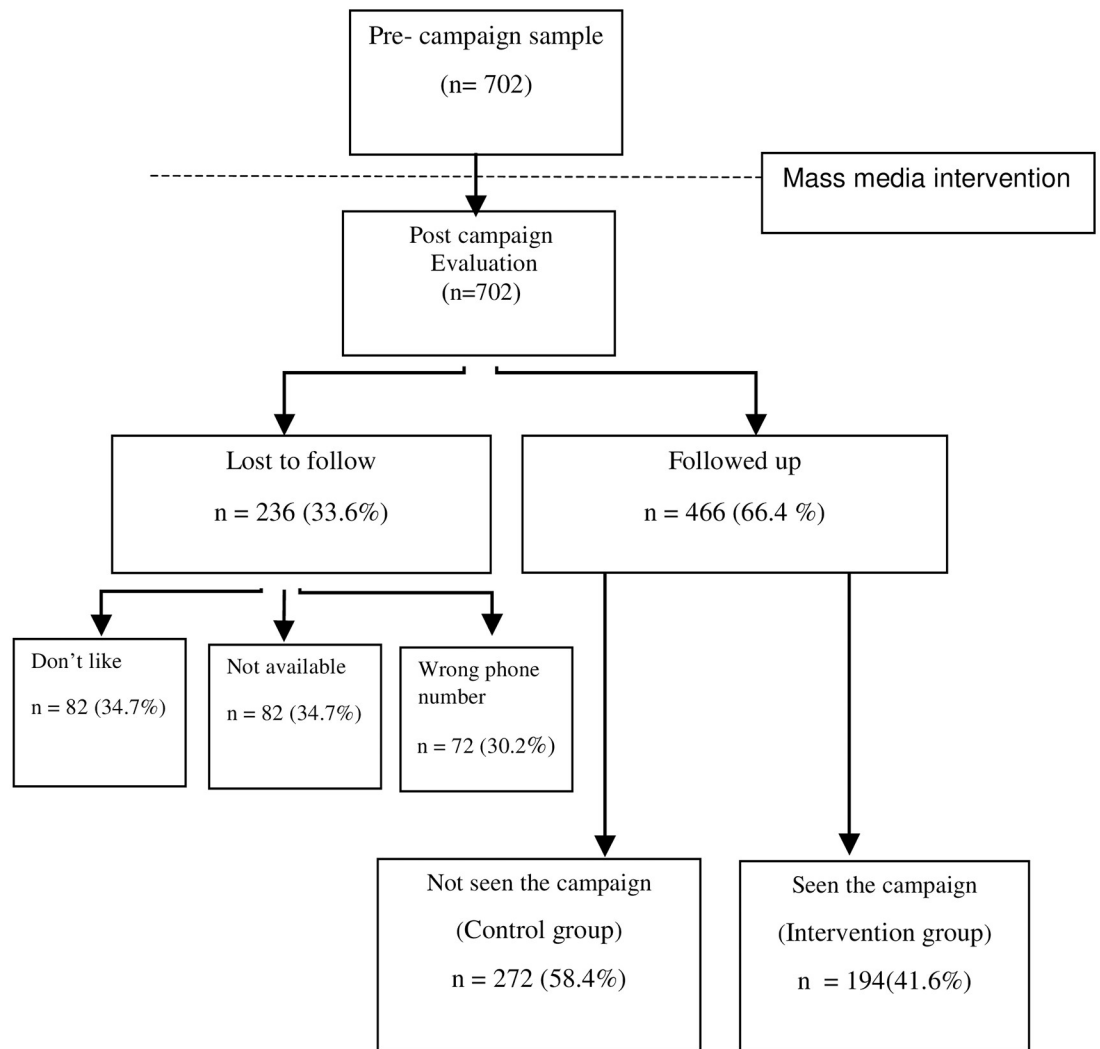 Pre- campaign sample
(n= 702)
Mass media intervention
Post campaign
Evaluation
(n=702)
Lost to follow
n = 236 (33.6%)
Followed up
n = 466 (66.4 %)
Don’t like
n = 82 (34.7%)
Not available
n = 82 (34.7%)
Wrong phone
number
n = 72 (30.2%)
Not seen the campaign
(Control group)
n = 272 (58.4%)
Seen the campaign
(Intervention group)
n  = 194(41.6%)